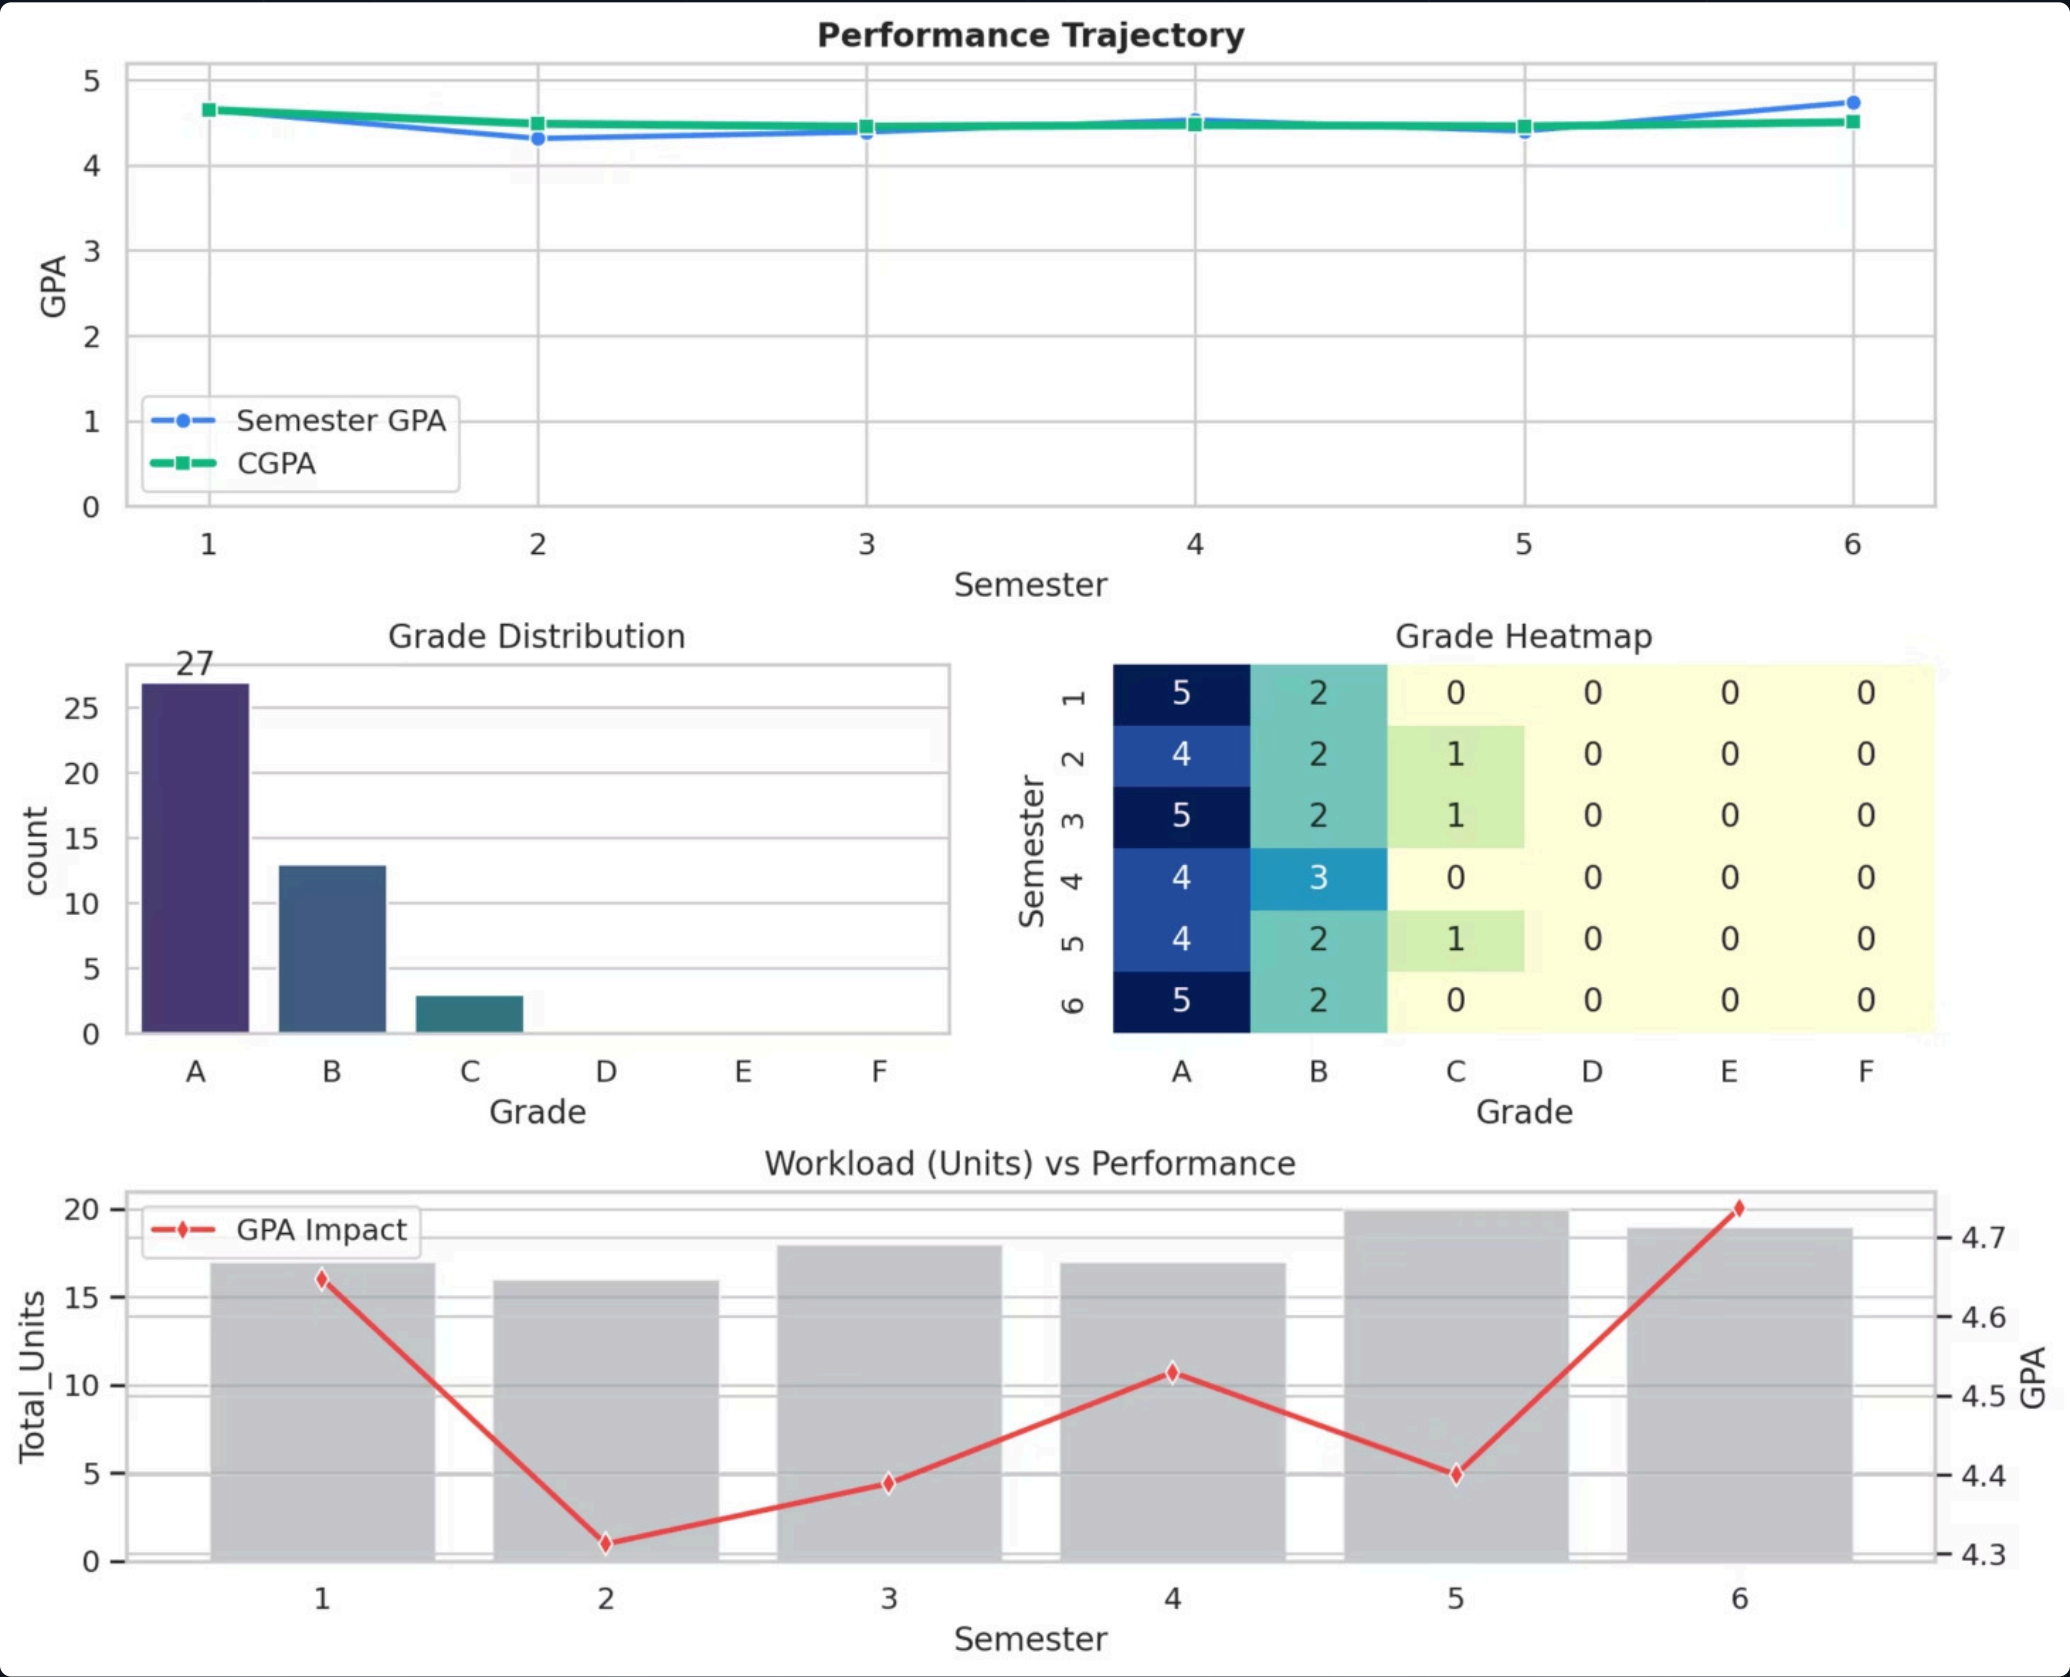 Performance Trajectory
5
4
3
2
1
0
GPA
Semester GPA
CGPA
1 2 3 4 5 6
Semester
Grade Distribution
27
25
20
15
10
5
0
count
A B C D E F
Grade
Grade Heatmap
Semester
1 5 2 0 0 0 0
2 4 2 1 0 0 0
3 5 2 1 0 0 0
4 4 3 0 0 0 0
5 4 2 1 0 0 0
6 5 2 0 0 0 0
A B C D E F
Grade
Workload (Units) vs Performance
GPA Impact
20
15
10
5
0
Total_Units
4.7
4.6
4.5
4.4
4.3
GPA
1 2 3 4 5 6
Semester